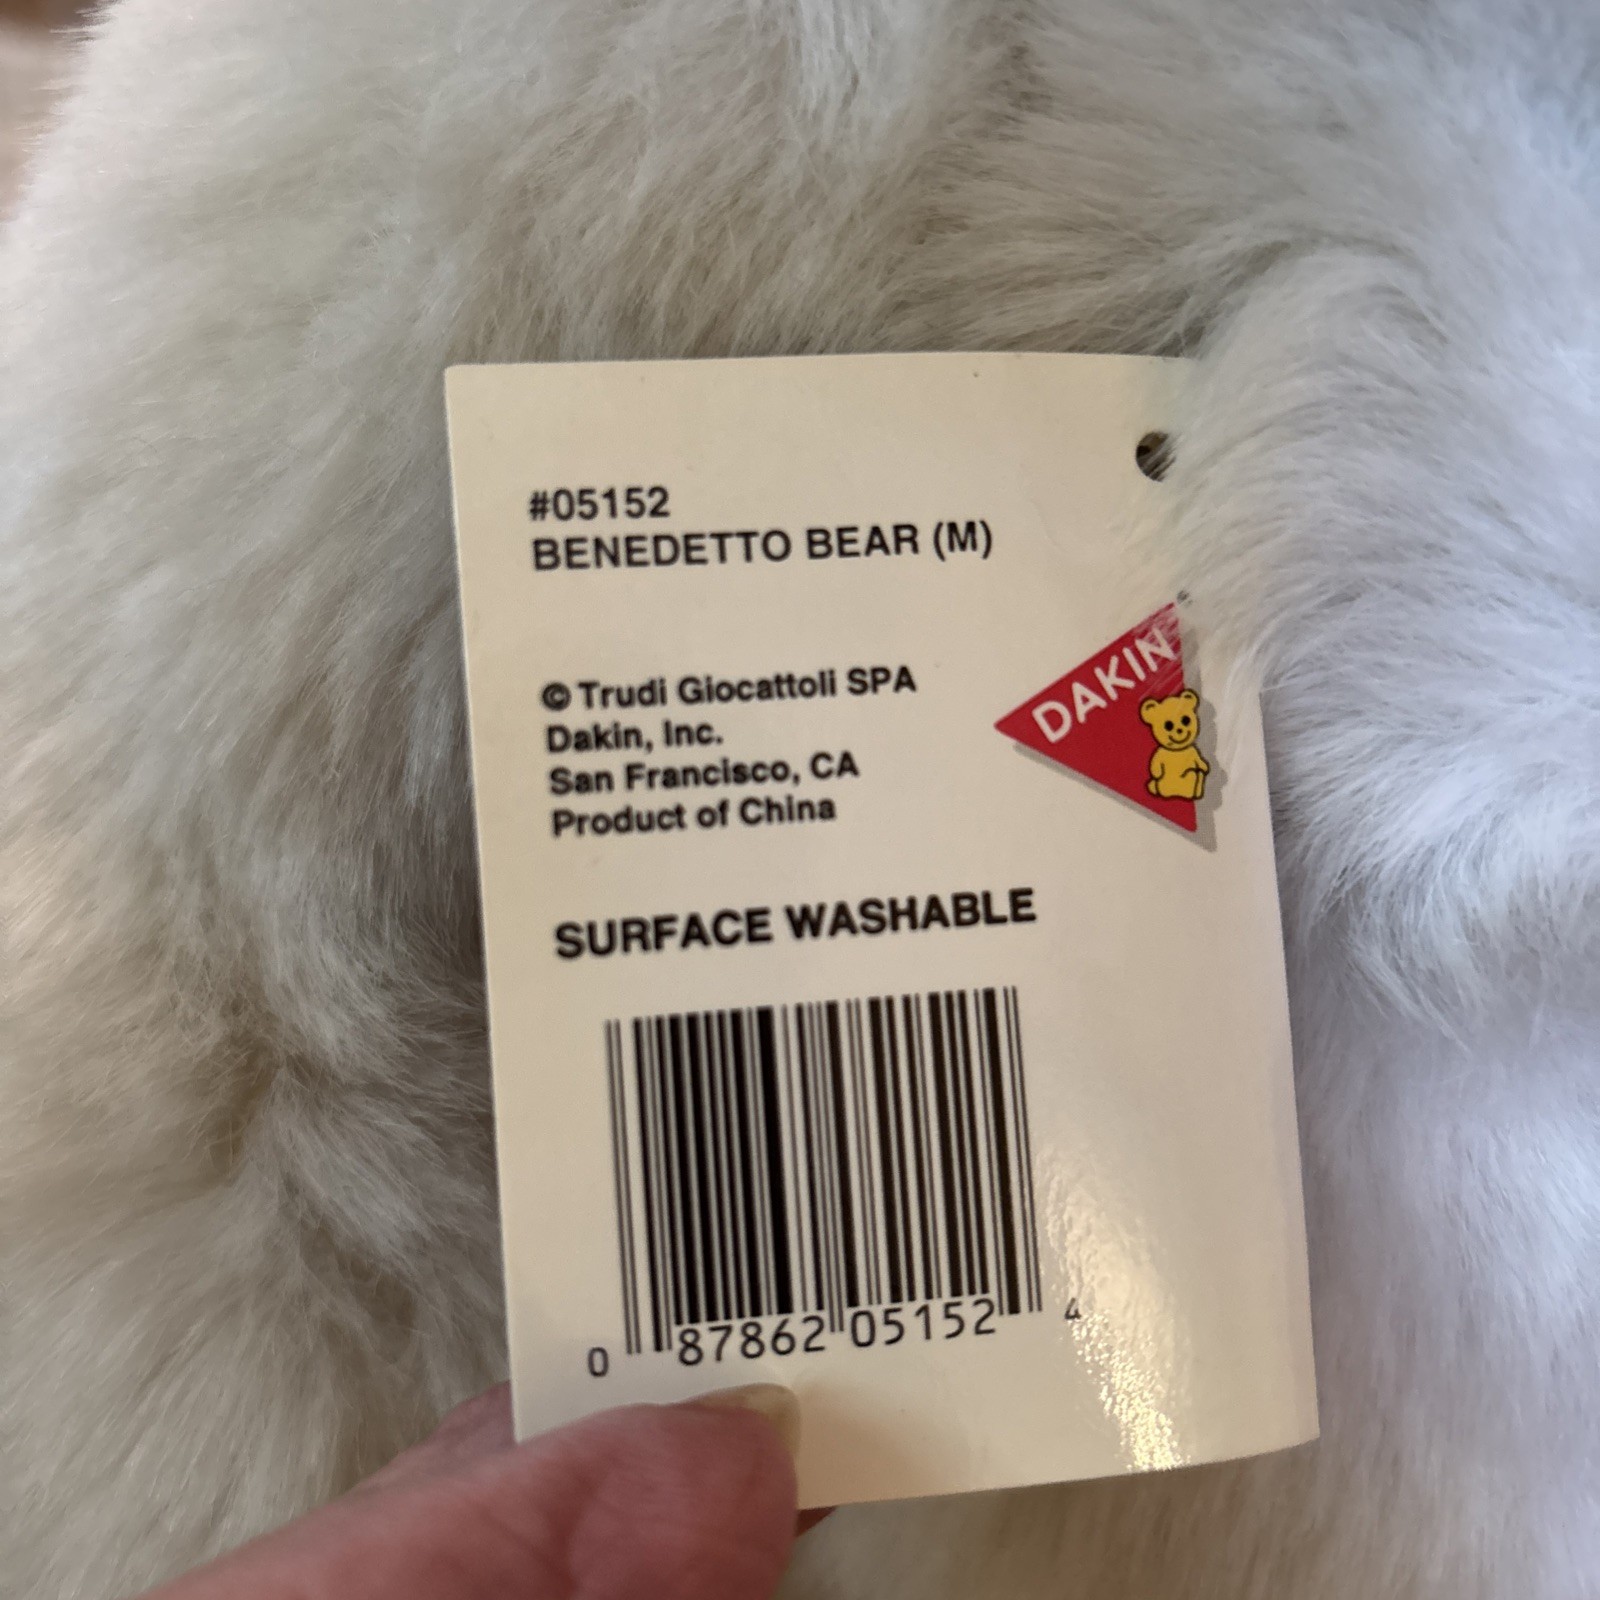 #05152
BENEDETTO BEAR (M)
© Trudi Giocattoli SPA
Dakin, Inc.
San Francisco, CA
Product of China
DAKIN
SURFACE WASHABLE
0 87862 05152 4